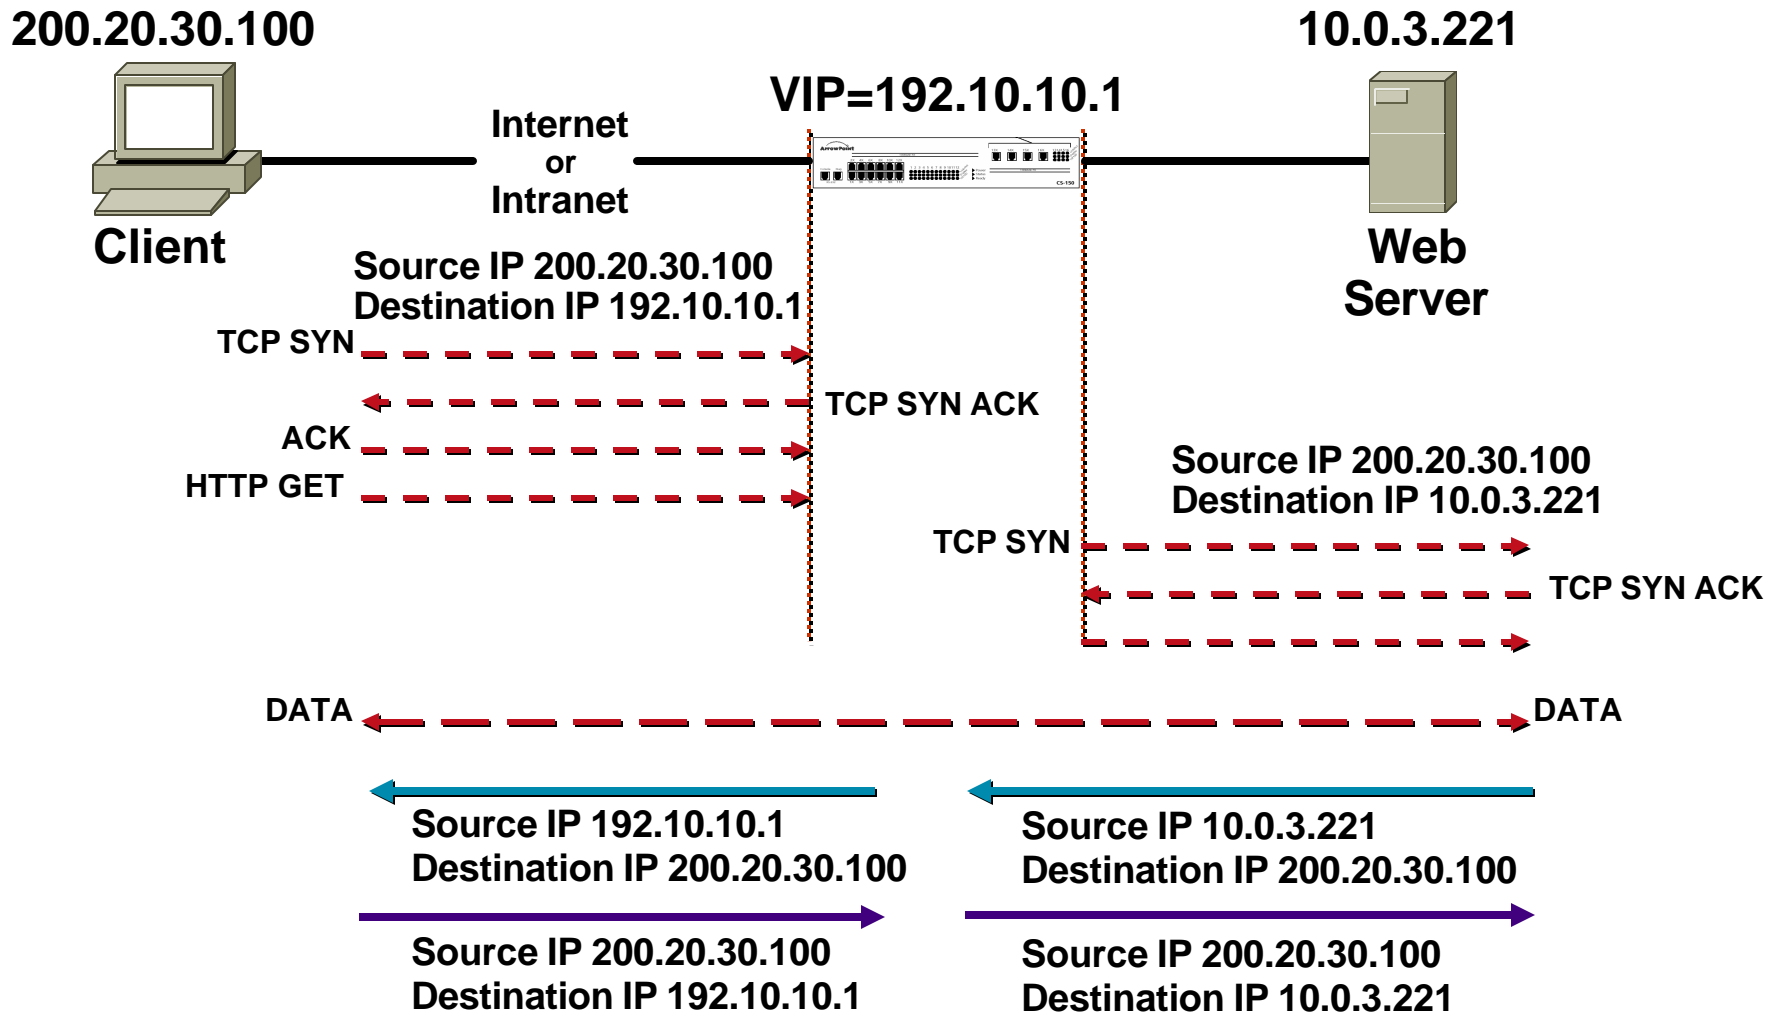 200.20.30.100
10.0.3.221
VIP=192.10.10.1
Internet
or
Intranet
ArrowPoint
CS-150
Client
Web
Server
Source IP 200.20.30.100
Destination IP 192.10.10.1
TCP SYN
TCP SYN ACK
ACK
HTTP GET
Source IP 200.20.30.100
Destination IP 10.0.3.221
TCP SYN
TCP SYN ACK
DATA
DATA
Source IP 192.10.10.1
Destination IP 200.20.30.100
Source IP 10.0.3.221
Destination IP 200.20.30.100
Source IP 200.20.30.100
Destination IP 192.10.10.1
Source IP 200.20.30.100
Destination IP 10.0.3.221